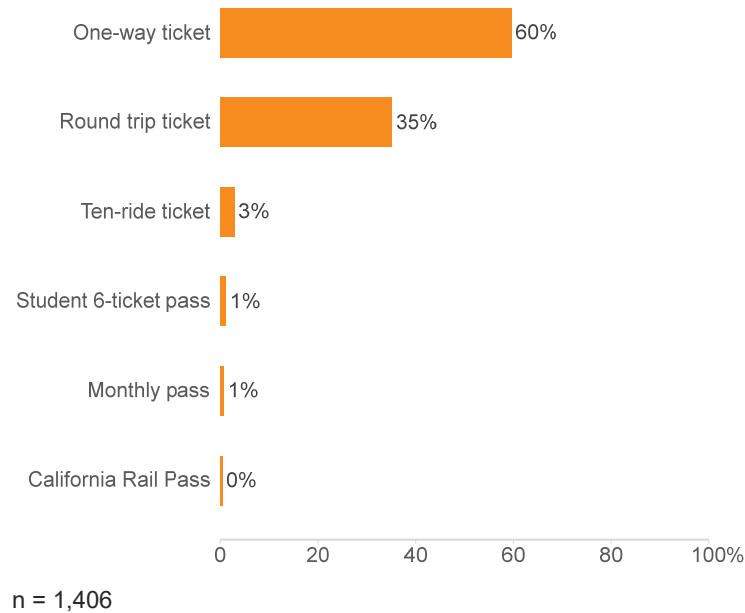 One-way ticket 60%
Round trip ticket 35%
Ten-ride ticket 3%
Student 6-ticket pass 1%
Monthly pass 1%
California Rail Pass 0%
0 20 40 60 80 100%
n = 1,406